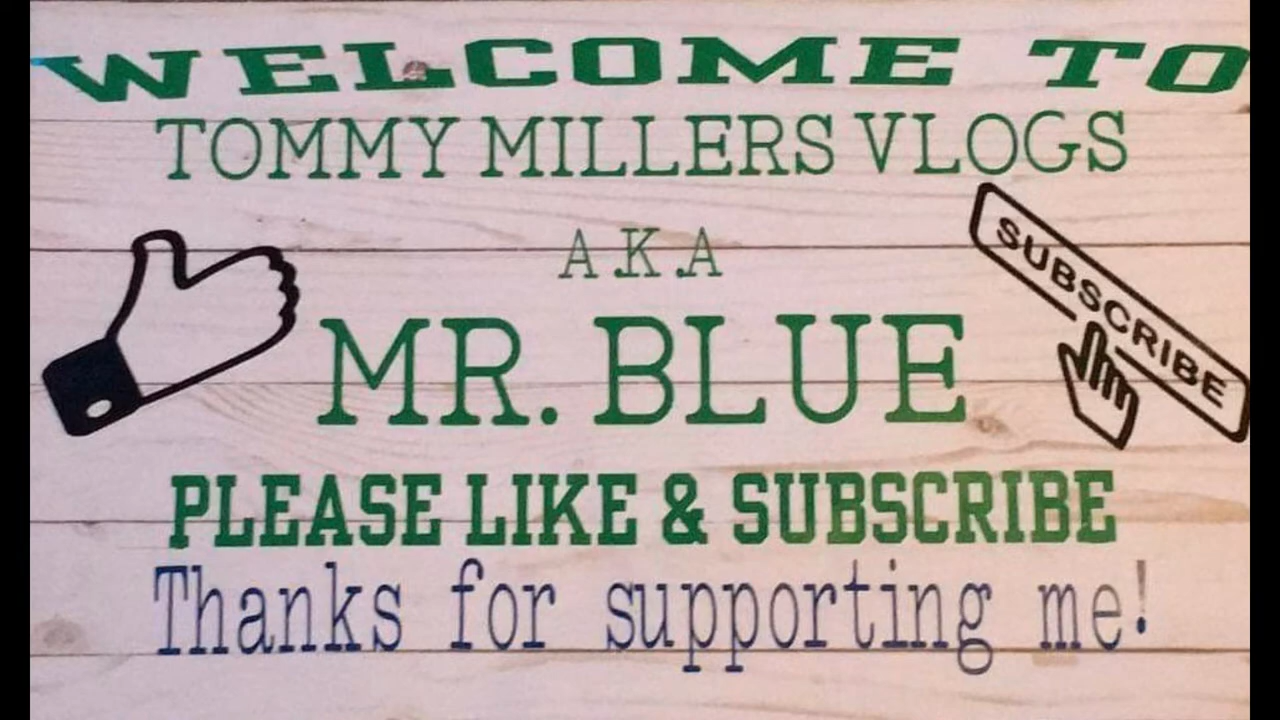 WELCOME TO
TOMMY MILLERS VLOGS
A.K.A
MR. BLUE
SUBSCRIBE
PLEASE LIKE & SUBSCRIBE
Thanks for supporting me!